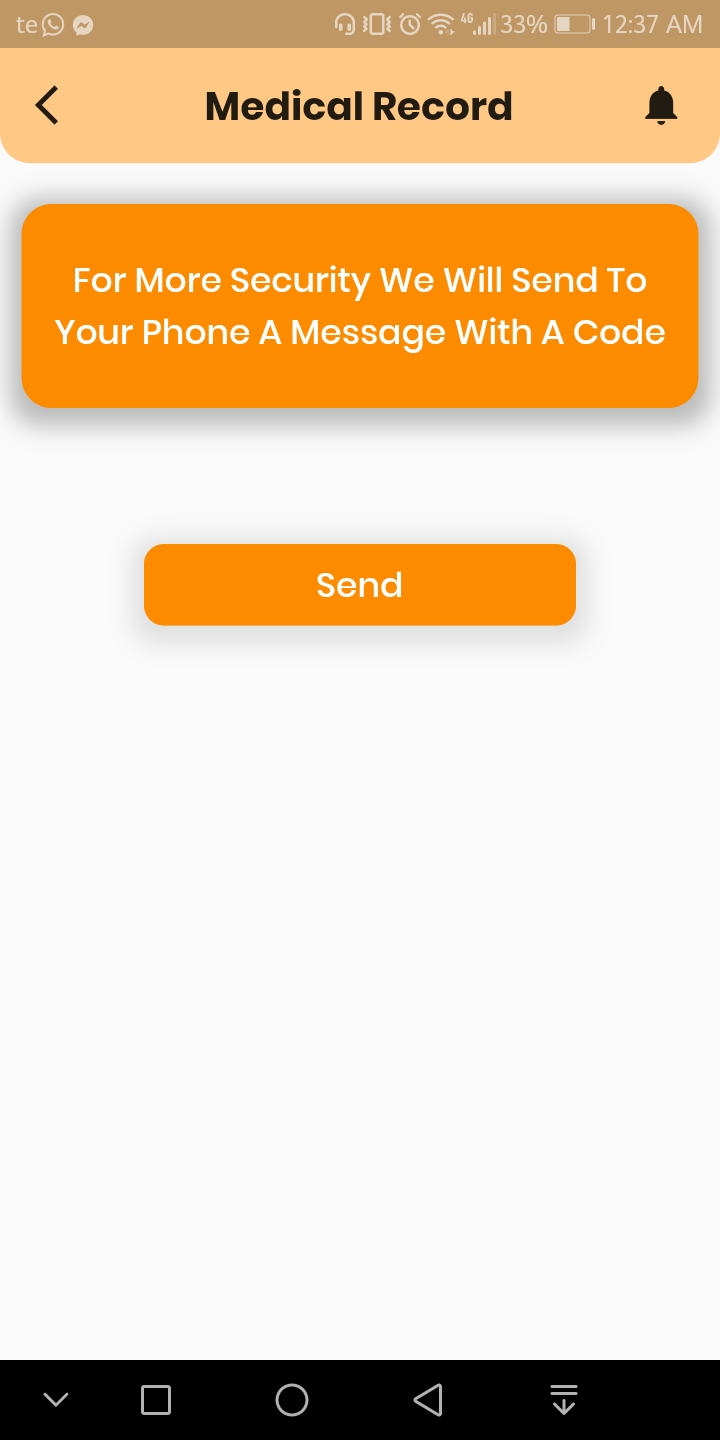 te 4G 33% 12:37 AM
Medical Record
For More Security We Will Send To
Your Phone A Message With A Code
Send